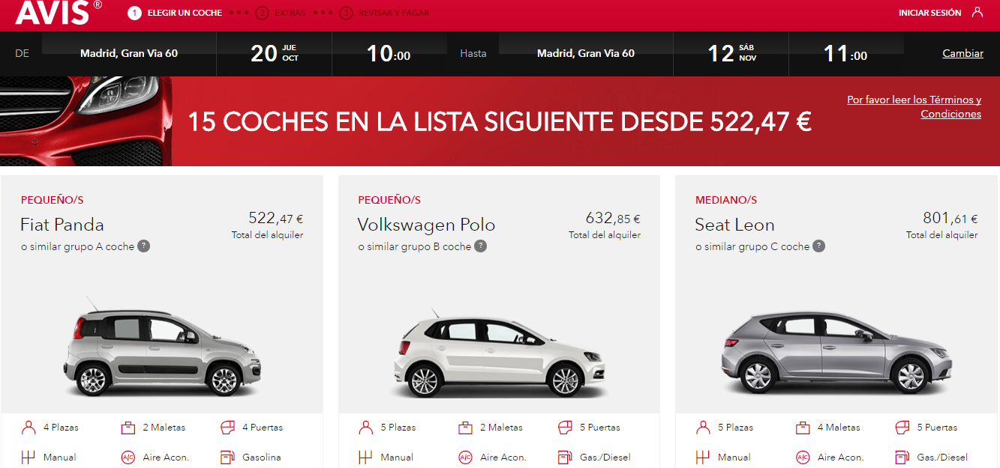 AVIS®
1 ELEGIR UN COCHE ••• 2 EXTRAS ••• 3 REVISAR Y PAGAR
INICIAR SESIÓN
DE Madrid, Gran Via 60 20 JUE OCT 10:00 Hasta Madrid, Gran Via 60 12 SÁB NOV 11:00 Cambiar
15 COCHES EN LA LISTA SIGUIENTE DESDE 522,47 €
Por favor leer los Términos y
Condiciones
PEQUEÑO/S
Fiat Panda
o similar grupo A coche ?
522,47 €
Total del alquiler
4 Plazas 2 Maletas 4 Puertas
Manual A/C Aire Acon. Gasolina
PEQUEÑO/S
Volkswagen Polo
o similar grupo B coche ?
632,85 €
Total del alquiler
5 Plazas 2 Maletas 5 Puertas
Manual A/C Aire Acon. Gas./Diesel
MEDIANO/S
Seat Leon
o similar grupo C coche ?
801,61 €
Total del alquiler
5 Plazas 4 Maletas 5 Puertas
Manual A/C Aire Acon. Gas./Diesel